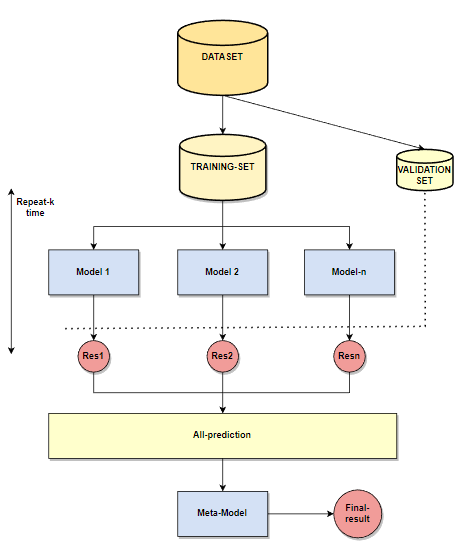 DATASET
TRAINING-SET
VALIDATION
SET
Repeat-k
time
Model 1
Model 2
Model-n
Res1
Res2
Resn
All-prediction
Meta-Model
Final-
result